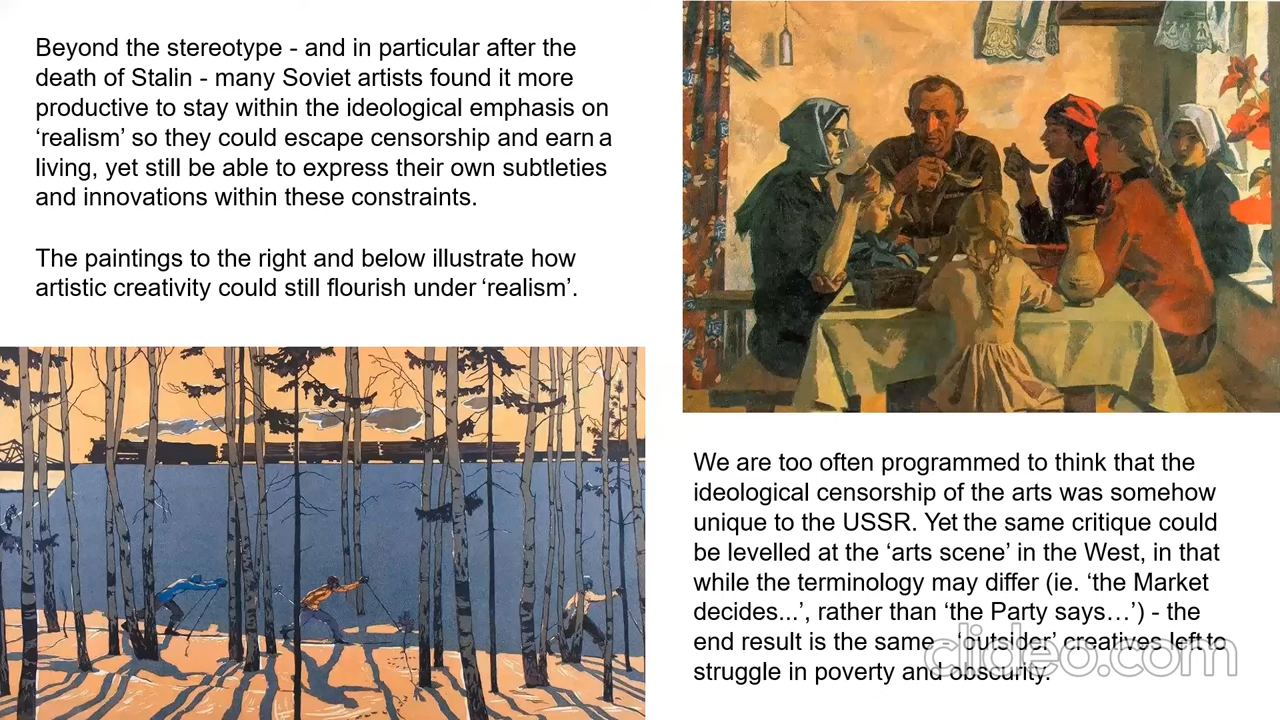 Beyond the stereotype - and in particular after the
death of Stalin - many Soviet artists found it more
productive to stay within the ideological emphasis on
‘realism’ so they could escape censorship and earn a
living, yet still be able to express their own subtleties
and innovations within these constraints.
The paintings to the right and below illustrate how
artistic creativity could still flourish under ‘realism’.
We are too often programmed to think that the
ideological censorship of the arts was somehow
unique to the USSR. Yet the same critique could
be levelled at the ‘arts scene’ in the West, in that
while the terminology may differ (ie. ‘the Market
decides...’, rather than ‘the Party says…’) - the
end result is the same - ‘outsider’ creatives left to
struggle in poverty and obscurity.
clideo.com